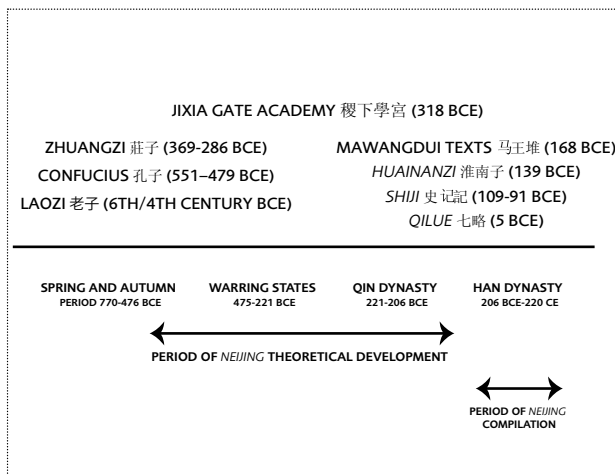 JIXIA GATE ACADEMY 稷下學宮 (318 BCE)
ZHUANGZI 莊子 (369-286 BCE)
CONFUCIUS 孔子 (551–479 BCE)
LAOZI 老子 (6TH/4TH CENTURY BCE)
MAWANGDUI TEXTS 马王堆 (168 BCE)
HUAINANZI 淮南子 (139 BCE)
SHIJI 史记記 (109-91 BCE)
QILUE 七略 (5 BCE)
SPRING AND AUTUMN
PERIOD 770-476 BCE
WARRING STATES
475-221 BCE
QIN DYNASTY
221-206 BCE
HAN DYNASTY
206 BCE-220 CE
PERIOD OF NEIJING THEORETICAL DEVELOPMENT
PERIOD OF NEIJING
COMPILATION